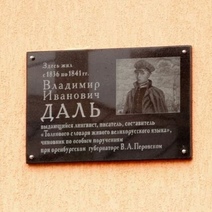 Здесь жил
с 1836 по 1841 гг.
Владимир
Иванович
ДАЛЬ
выдающийся лингвист, писатель, составитель
«Толкового словаря живого великорусского языка»,
чиновник по особым поручениям
при оренбургском губернаторе В.А.Перовском